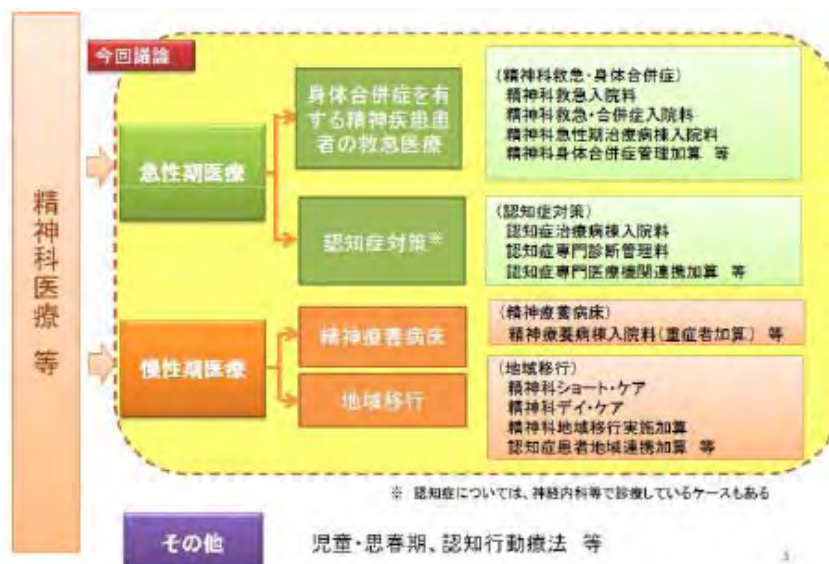 今回議論
精神科医療 等
急性期医療
身体合併症を有
する精神疾患患
者の救急医療
(精神科救急・身体合併症)
精神科救急入院料
精神科救急・合併症入院料
精神科急性期治療病棟入院料
精神科身体合併症管理加算 等
認知症対策※
(認知症対策)
認知症治療病棟入院料
認知症専門診断管理料
認知症専門医療機関連携加算 等
慢性期医療
精神療養病床
(精神療養病床)
精神療養病棟入院料(重症者加算) 等
地域移行
(地域移行)
精神科ショート・ケア
精神科デイ・ケア
精神科地域移行実施加算
認知症患者地域連携加算 等
※ 認知症については、神経内科等で診療しているケースもある
その他
児童・思春期、認知行動療法 等
3